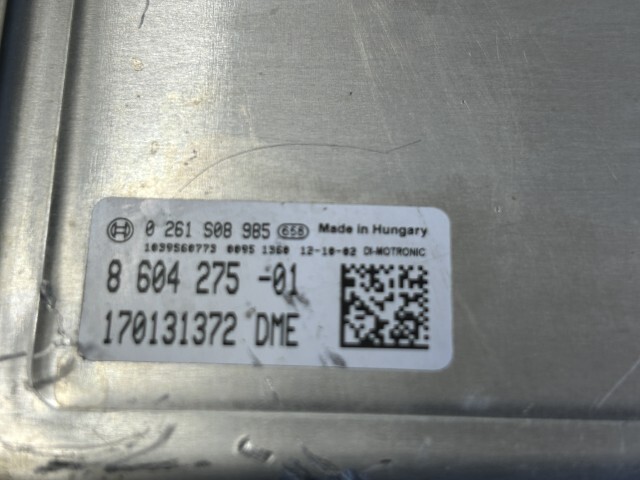 0 261 S08 985 658 Made in Hungary
1039S60773 0095 1360 12-10-02 DI-MOTRONIC
8 604 275 -01
170131372 DME